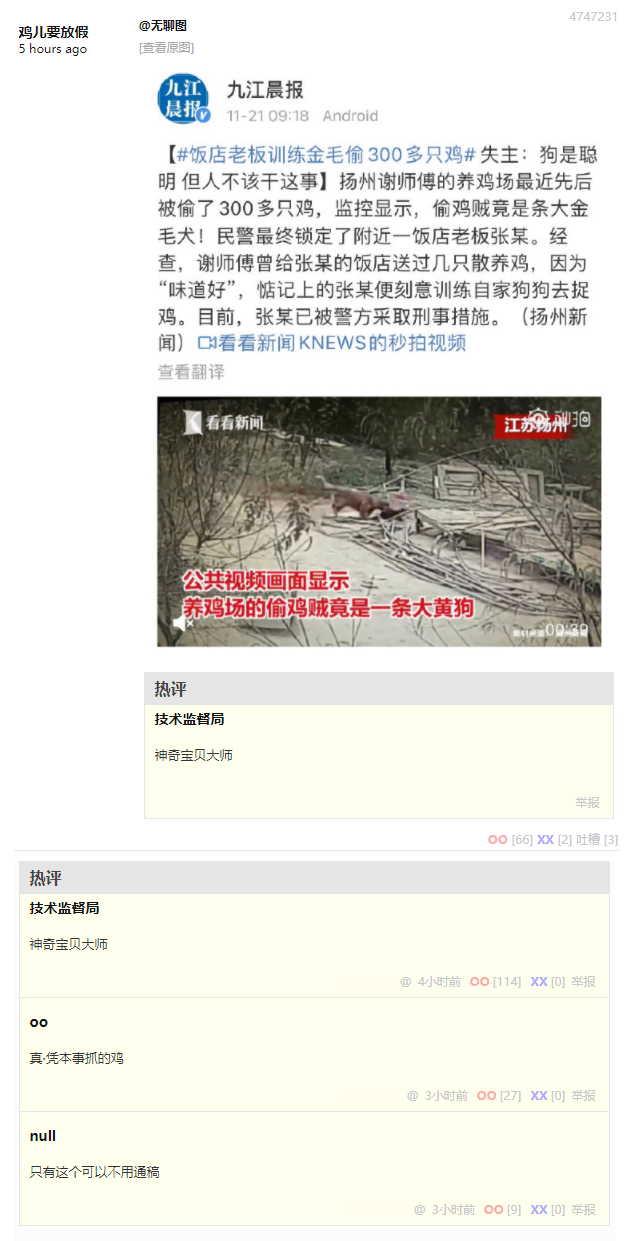 4747231
鸡儿要放假
5 hours ago
@无聊图
[查看原图]
九江晨报
九江晨报
11-21 09:18 Android
【#饭店老板训练金毛偷300多只鸡# 失主：狗是聪
明 但人不该干这事】扬州谢师傅的养鸡场最近先后
被偷了300多只鸡，监控显示，偷鸡贼竟是条大金
毛犬！民警最终锁定了附近一饭店老板张某。经
查，谢师傅曾给张某的饭店送过几只散养鸡，因为
“味道好”，惦记上的张某便刻意训练自家狗狗去捉
鸡。目前，张某已被警方采取刑事措施。（扬州新
闻）看看新闻KNEWS的秒拍视频
查看翻译
看看新闻
江苏扬州
秒拍
公共视频画面显示
养鸡场的偷鸡贼竟是一条大黄狗
00:39
热评
技术监督局
神奇宝贝大师
举报
OO [66] XX [2] 吐槽 [3]
热评
技术监督局
神奇宝贝大师
@ 4小时前 OO [114] XX [0] 举报
oo
真·凭本事抓的鸡
@ 3小时前 OO [27] XX [0] 举报
null
只有这个可以不用通稿
@ 3小时前 OO [9] XX [0] 举报